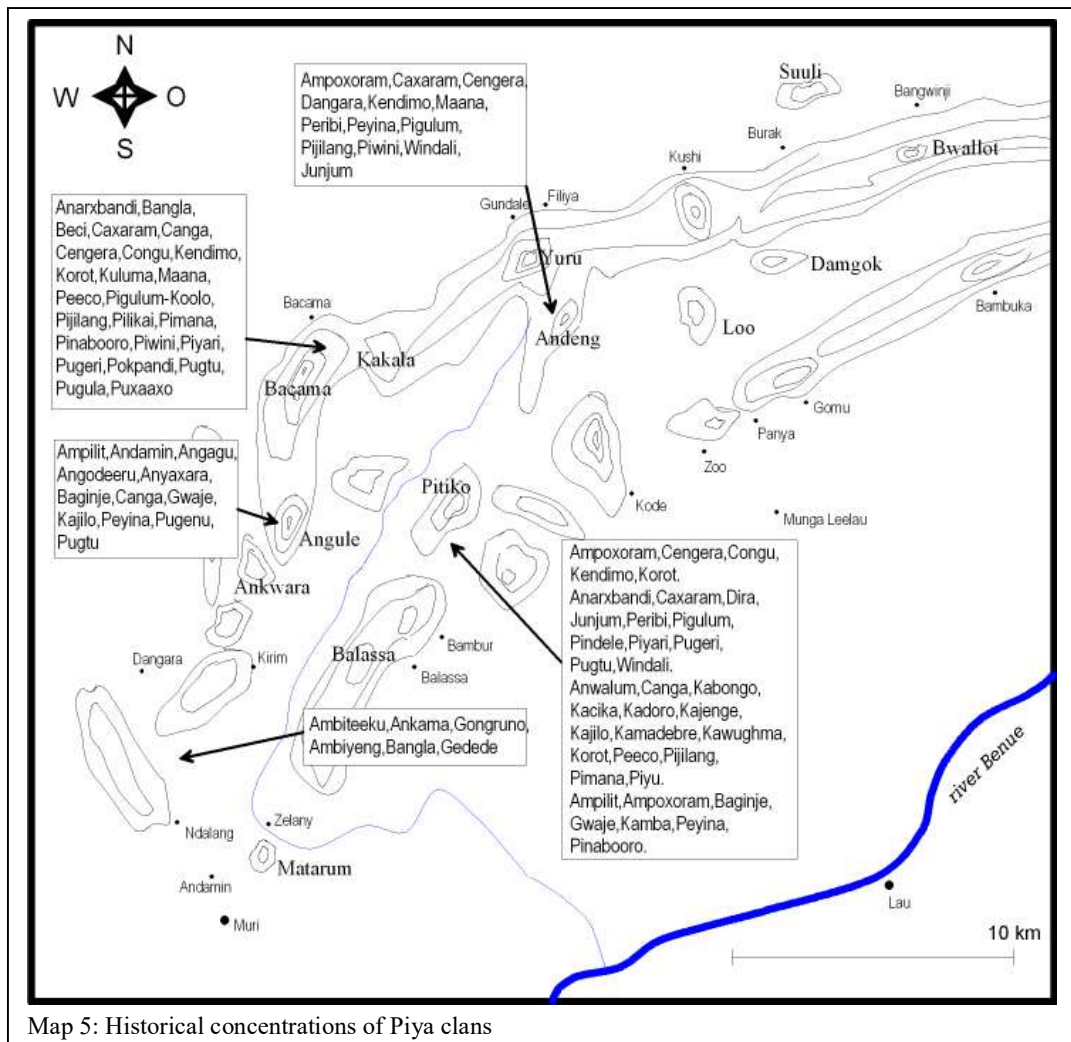 N
W
O
S
Ampoxoram,Caxaram,Cengera,
Dangara,Kendimo,Maana,
Peribi,Peyina,Pigulum,
Pijilang,Piwini,Windali,
Junjum
Suuli
Bangwinji
Burak
Bwallot
Kushi
Filiya
Gundale
Anarxbandi,Bangla,
Beci,Caxaram,Canga,
Cengera,Congu,Kendimo,
Korot,Kuluma,Maana,
Peeco,Pigulum-Koolo,
Pijilang,Pilikai,Pimana,
Pinabooro,Piwini,Piyari,
Pugeri,Pokpandi,Pugtu,
Pugula,Puxaaxo
Yuru
Damgok
Bambuka
Bacama
Loo
Andeng
Kakala
Bacama
Gomu
Panya
Zoo
Ampilit,Andamin,Angagu,
Angodeeru,Anyaxara,
Baginje,Canga,Gwaje,
Kajilo,Peyina,Pugenu,
Pugtu
Pitiko
Kode
Munga Leelau
Angule
Ankwara
Ampoxoram,Cengera,Congu,
Kendimo,Korot.
Anarxbandi,Caxaram,Dira,
Junjum,Peribi,Pigulum,
Pindele,Piyari,Pugeri,
Pugtu,Windali.
Anwalum,Canga,Kabongo,
Kacika,Kadoro,Kajenge,
Kajilo,Kamadebre,Kawughma,
Korot,Peeco,Pijilang,
Pimana,Piyu.
Ampilit,Ampoxoram,Baginje,
Gwaje,Kamba,Peyina,
Pinabooro.
Bambur
Dangara
Kirim
Balassa
Balassa
Ambiteeku,Ankama,Gongruno,
Ambiyeng,Bangla,Gedede
river Benue
Ndalang
Zelany
Matarum
Andamin
Muri
Lau
10 km
Map 5: Historical concentrations of Piya clans